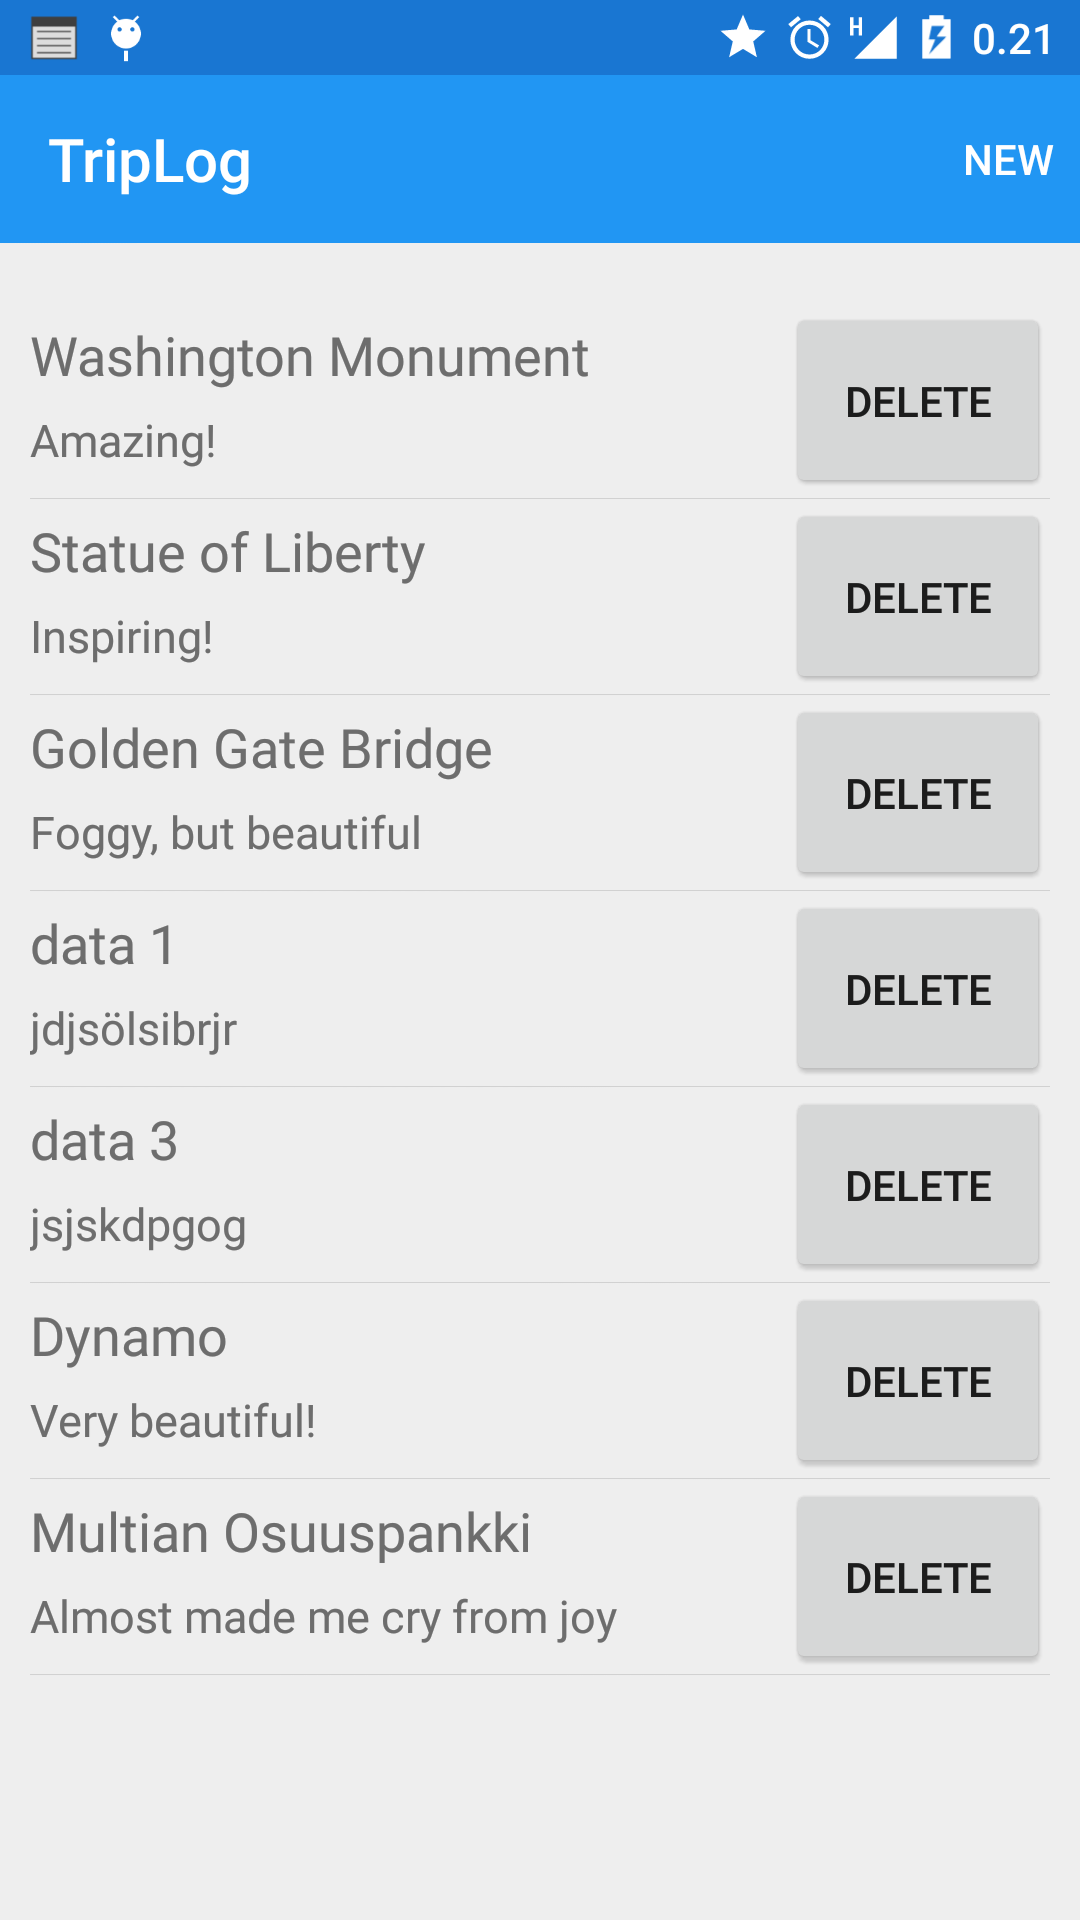 H 0.21
TripLog NEW
Washington Monument
Amazing!
DELETE
Statue of Liberty
Inspiring!
DELETE
Golden Gate Bridge
Foggy, but beautiful
DELETE
data 1
jdjsölsibrjr
DELETE
data 3
jsjskdpgog
DELETE
Dynamo
Very beautiful!
DELETE
Multian Osuuspankki
Almost made me cry from joy
DELETE